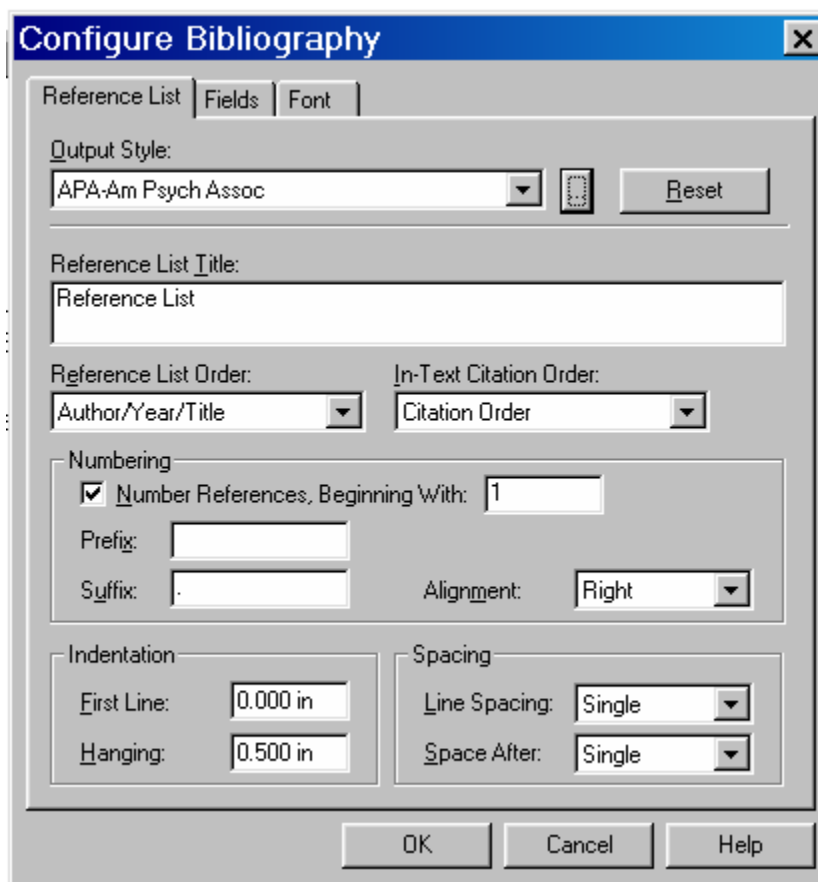 Configure Bibliography
Reference List Fields Font
Output Style:
APA-Am Psych Assoc ... Reset
Reference List Title:
Reference List
Reference List Order: In-Text Citation Order:
Author/Year/Title Citation Order
Numbering
Number References, Beginning With: 1
Prefix:
Suffix: . Alignment: Right
Indentation Spacing
First Line: 0.000 in Line Spacing: Single
Hanging: 0.500 in Space After: Single
OK Cancel Help